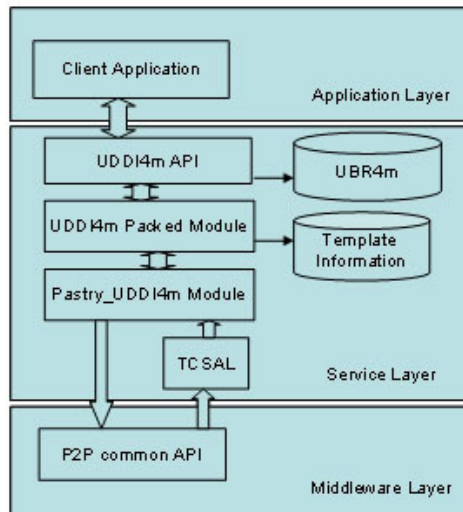 Client Application
Application Layer
UDDI4m API
UBR4m
UDDI4m Packed Module
Template
Information
Pastry_UDDI4m Module
TCSAL
Service Layer
P2P common API
Middleware Layer